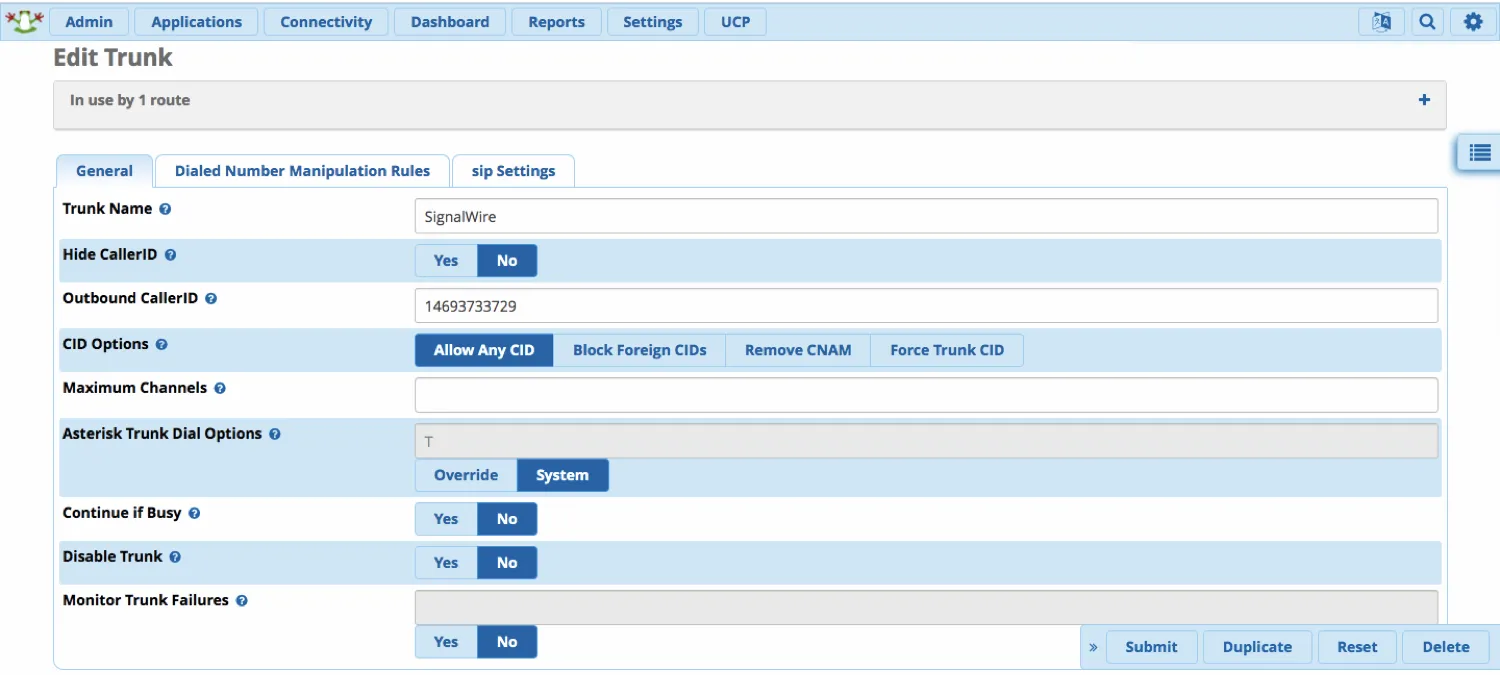 Admin Applications Connectivity Dashboard Reports Settings UCP
Edit Trunk
In use by 1 route +
General Dialed Number Manipulation Rules sip Settings
Trunk Name ? SignalWire
Hide CallerID ? Yes No
Outbound CallerID ? 14693733729
CID Options ? Allow Any CID Block Foreign CIDs Remove CNAM Force Trunk CID
Maximum Channels ?
Asterisk Trunk Dial Options ? T
Override System
Continue if Busy ? Yes No
Disable Trunk ? Yes No
Monitor Trunk Failures ?
Yes No
» Submit Duplicate Reset Delete